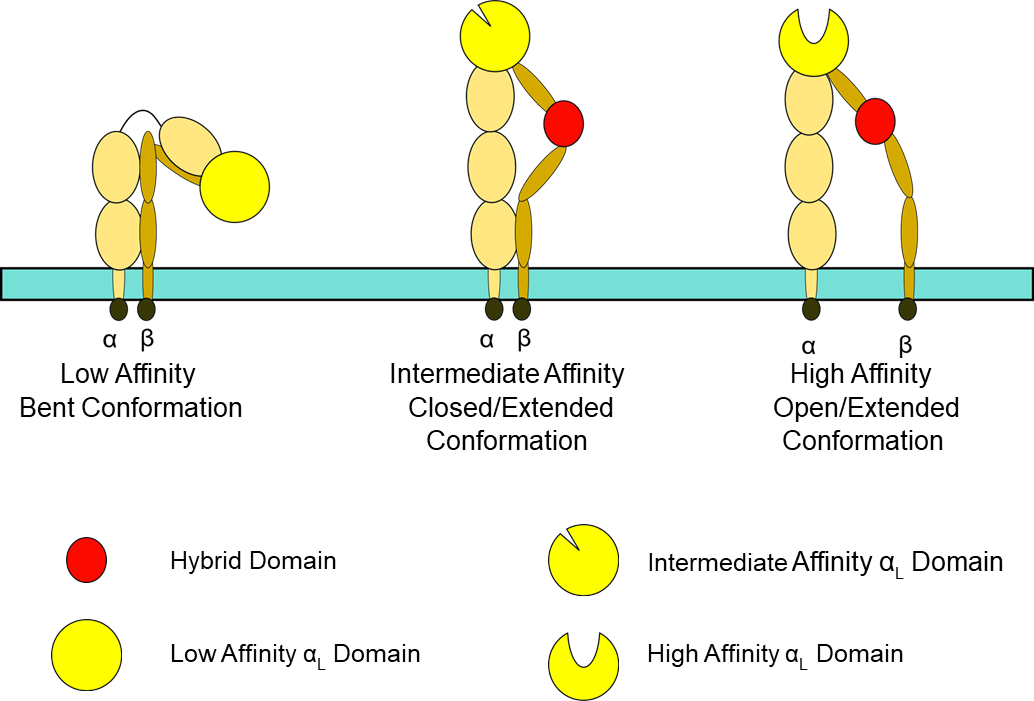 α β
Low Affinity
Bent Conformation
α β
Intermediate Affinity
Closed/Extended
Conformation
α β
High Affinity
Open/Extended
Conformation
Hybrid Domain
Intermediate Affinity αL Domain
Low Affinity αL Domain
High Affinity αL Domain